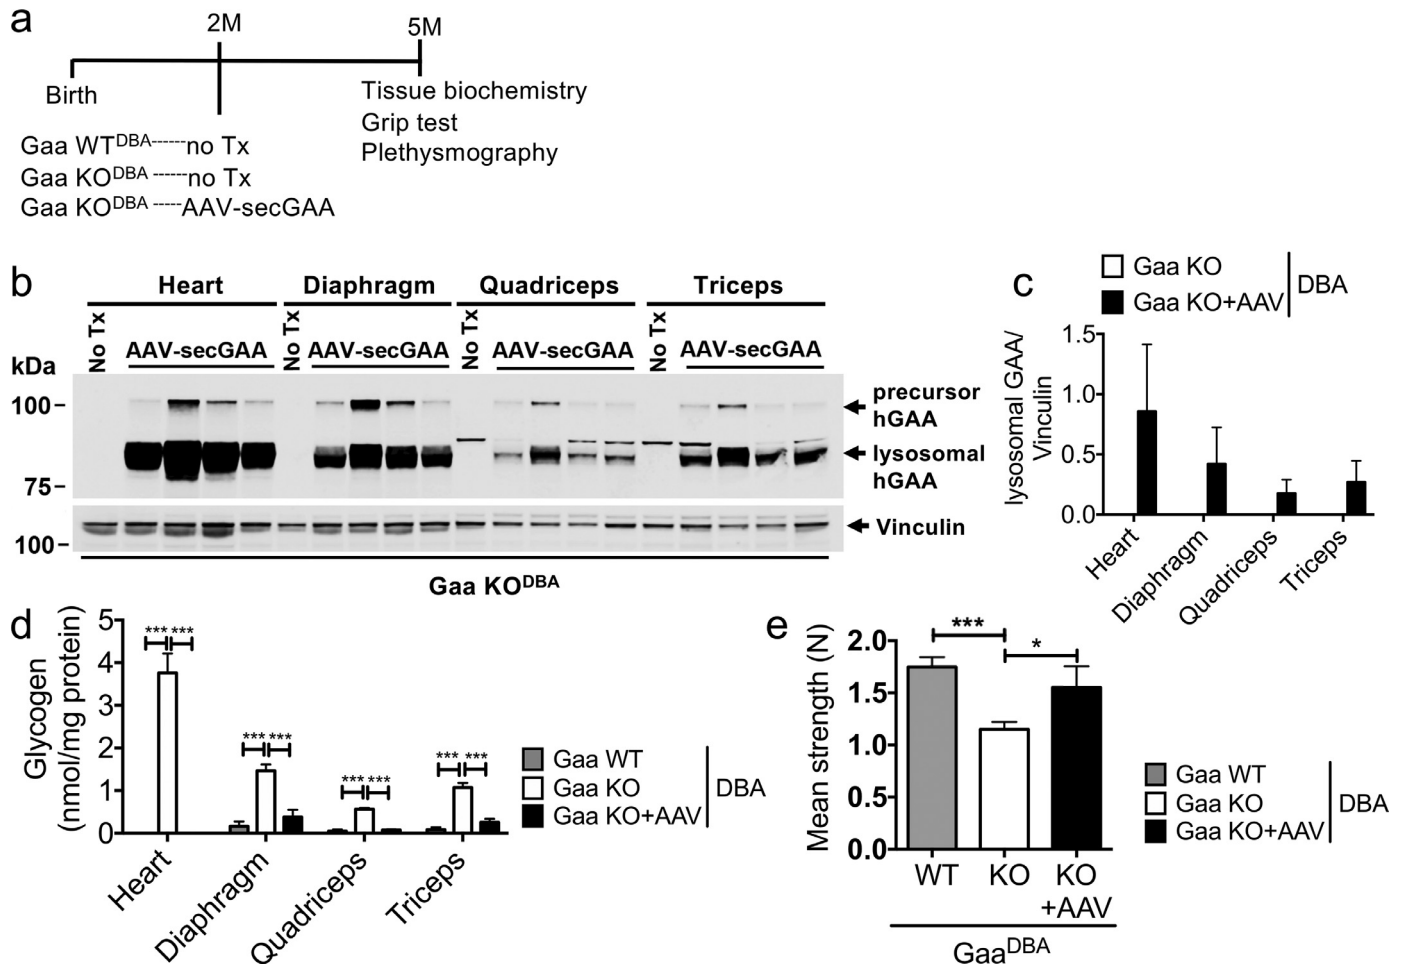 a
2M
5M
Birth
Tissue biochemistry
Grip test
Plethysmography
Gaa WTDBA------no Tx
Gaa KODBA ------no Tx
Gaa KODBA -----AAV-secGAA
b
Heart
Diaphragm
Quadriceps
Triceps
No Tx
AAV-secGAA
No Tx
AAV-secGAA
No Tx
AAV-secGAA
No Tx
AAV-secGAA
kDa
100
75
100
precursor
hGAA
lysosomal
hGAA
Vinculin
Gaa KODBA
c
Gaa KO
Gaa KO+AAV
DBA
lysosomal GAA/
Vinculin
1.5
1.0
0.5
0.0
Heart
Diaphragm
Quadriceps
Triceps
d
Glycogen
(nmol/mg protein)
5
4
3
2
1
0
*** ***
*** ***
*** ***
*** ***
Heart
Diaphragm
Quadriceps
Triceps
Gaa WT
Gaa KO
Gaa KO+AAV
DBA
e
Mean strength (N)
2.0
1.5
1.0
0.5
0.0
***
*
WT
KO
KO
+AAV
GaaDBA
Gaa WT
Gaa KO
Gaa KO+AAV
DBA